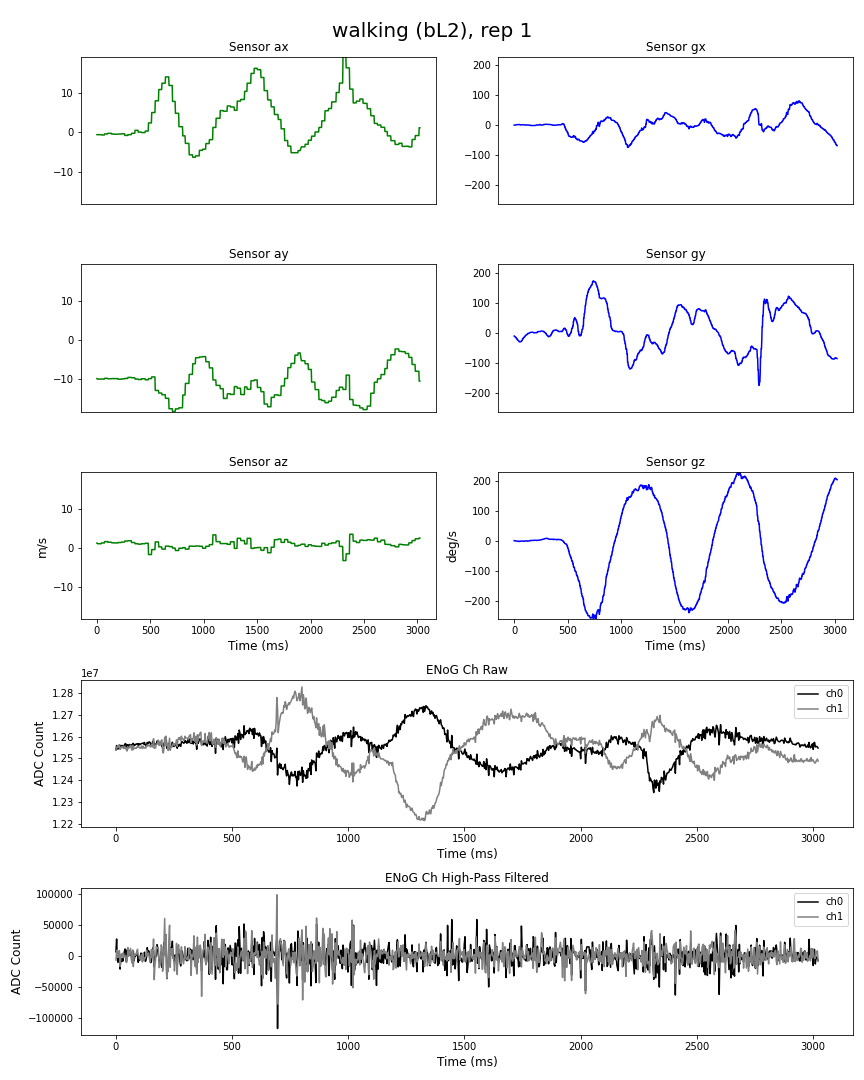 walking (bL2), rep 1
Sensor ax
10
0
−10
Sensor gx
200
100
0
−100
−200
Sensor ay
10
0
−10
Sensor gy
200
100
0
−100
−200
Sensor az
m/s
10
0
−10
0 500 1000 1500 2000 2500 3000
Time (ms)
Sensor gz
deg/s
200
100
0
−100
−200
0 500 1000 1500 2000 2500 3000
Time (ms)
ENoG Ch Raw
1e7
ADC Count
1.28
1.27
1.26
1.25
1.24
1.23
1.22
ch0
ch1
0 500 1000 1500 2000 2500 3000
Time (ms)
ENoG Ch High-Pass Filtered
ADC Count
100000
50000
0
−50000
−100000
ch0
ch1
0 500 1000 1500 2000 2500 3000
Time (ms)